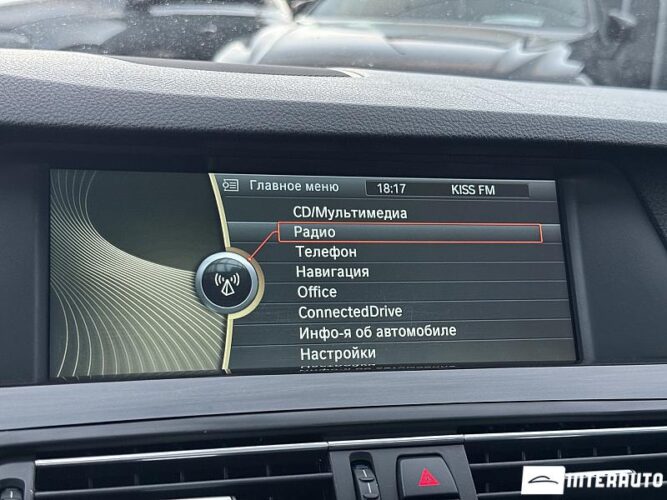 Главное меню 18:17 KISS FM
CD/Мультимедиа
Радио
Телефон
Навигация
Office
ConnectedDrive
Инфо-я об автомобиле
Настройки
INTERAUTO